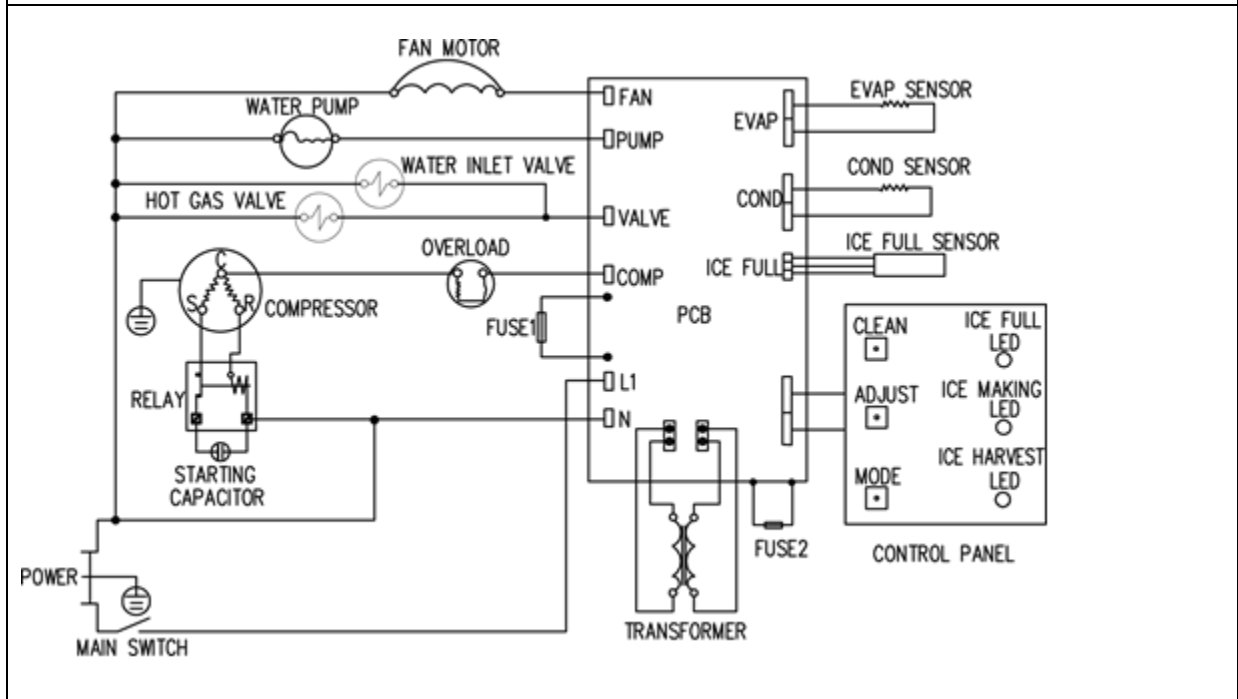 FAN MOTOR
WATER PUMP
WATER INLET VALVE
HOT GAS VALVE
OVERLOAD
C
S R
COMPRESSOR
FUSE1
RELAY
W
STARTING
CAPACITOR
POWER
MAIN SWITCH
FAN
PUMP
VALVE
COMP
L1
N
PCB
EVAP
COND
ICE FULL
TRANSFORMER
FUSE2
EVAP SENSOR
COND SENSOR
ICE FULL SENSOR
CLEAN
ICE FULL
LED
ADJUST
ICE MAKING
LED
ICE HARVEST
MODE
LED
CONTROL PANEL